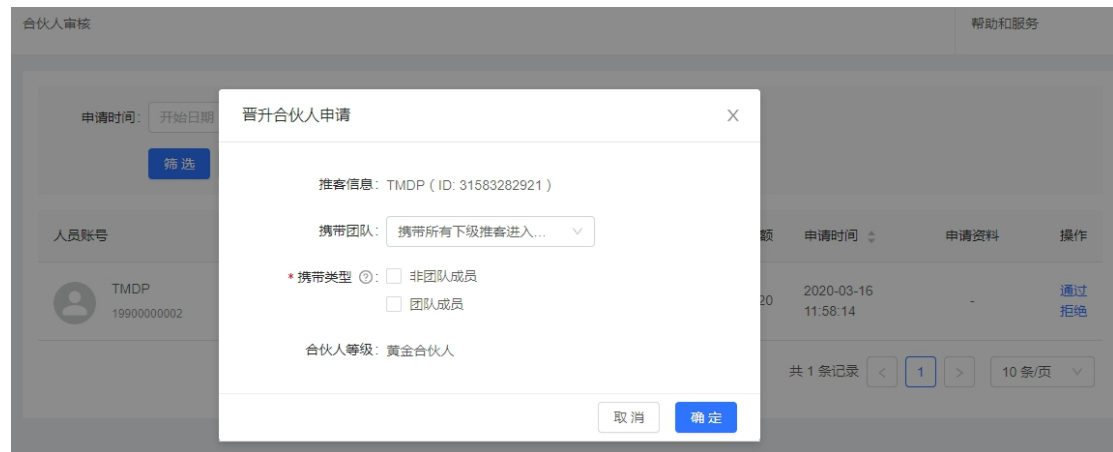 合伙人审核
帮助和服务
申请时间: 开始日期
筛选
晋升合伙人申请
推客信息: TMDP ( ID: 31583282921 )
携带团队: 携带所有下级推客进入...
* 携带类型 ?: 非团队成员
团队成员
合伙人等级: 黄金合伙人
取消 确定
人员账号 额 申请时间 申请资料 操作
TMDP
19900000002
20
2020-03-16
11:58:14
-
通过
拒绝
共 1 条记录 < 1 > 10 条/页